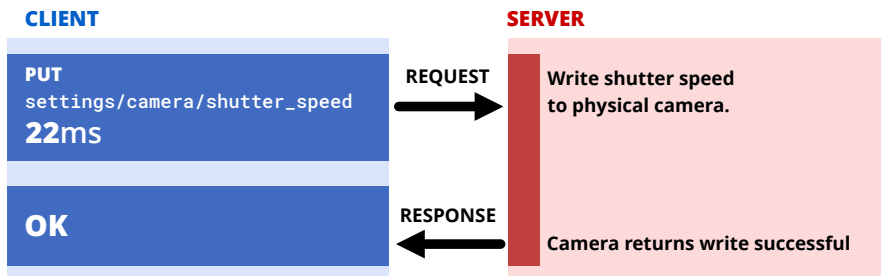 CLIENT
SERVER
PUT
settings/camera/shutter_speed
22ms
REQUEST
Write shutter speed
to physical camera.
OK
RESPONSE
Camera returns write successful